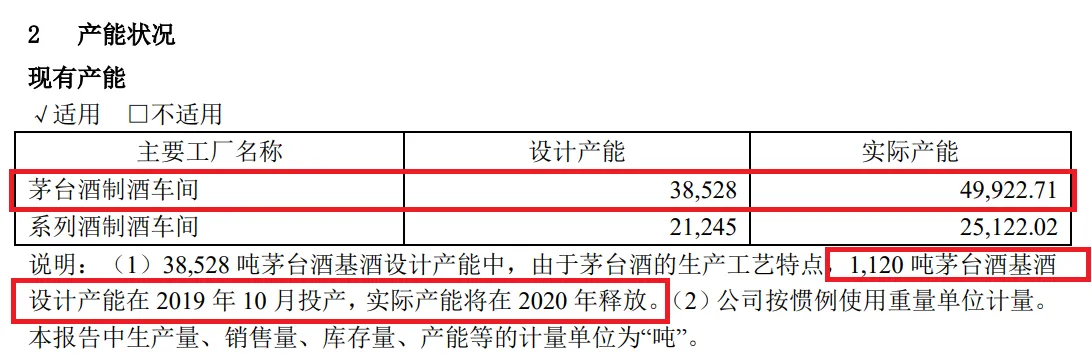 2 产能状况
现有产能
√适用 □不适用
主要工厂名称 设计产能 实际产能
茅台酒制酒车间 38,528 49,922.71
系列酒制酒车间 21,245 25,122.02
说明：（1）38,528 吨茅台酒基酒设计产能中，由于茅台酒的生产工艺特点，1,120 吨茅台酒基酒
设计产能在 2019 年 10 月投产，实际产能将在 2020 年释放。（2）公司按惯例使用重量单位计量。
本报告中生产量、销售量、库存量、产能等的计量单位为“吨”。